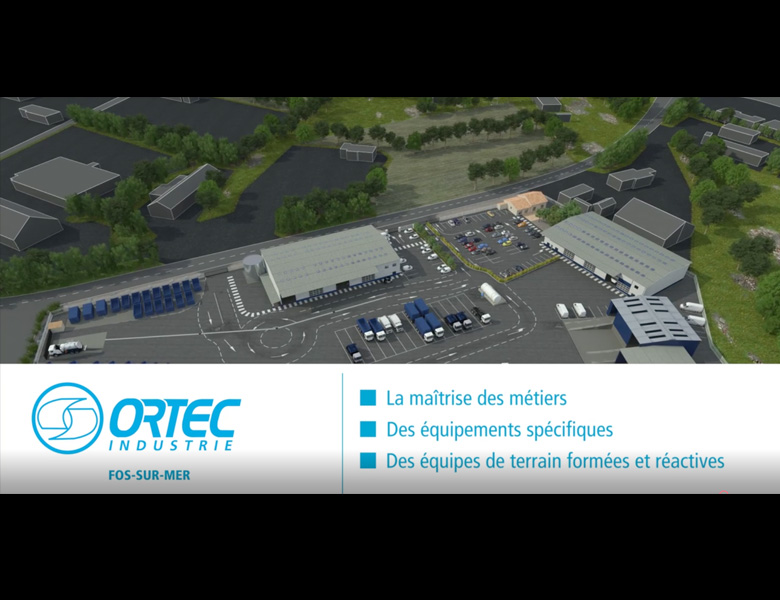 ORTEC
INDUSTRIE
FOS-SUR-MER
La maîtrise des métiers
Des équipements spécifiques
Des équipes de terrain formées et réactives